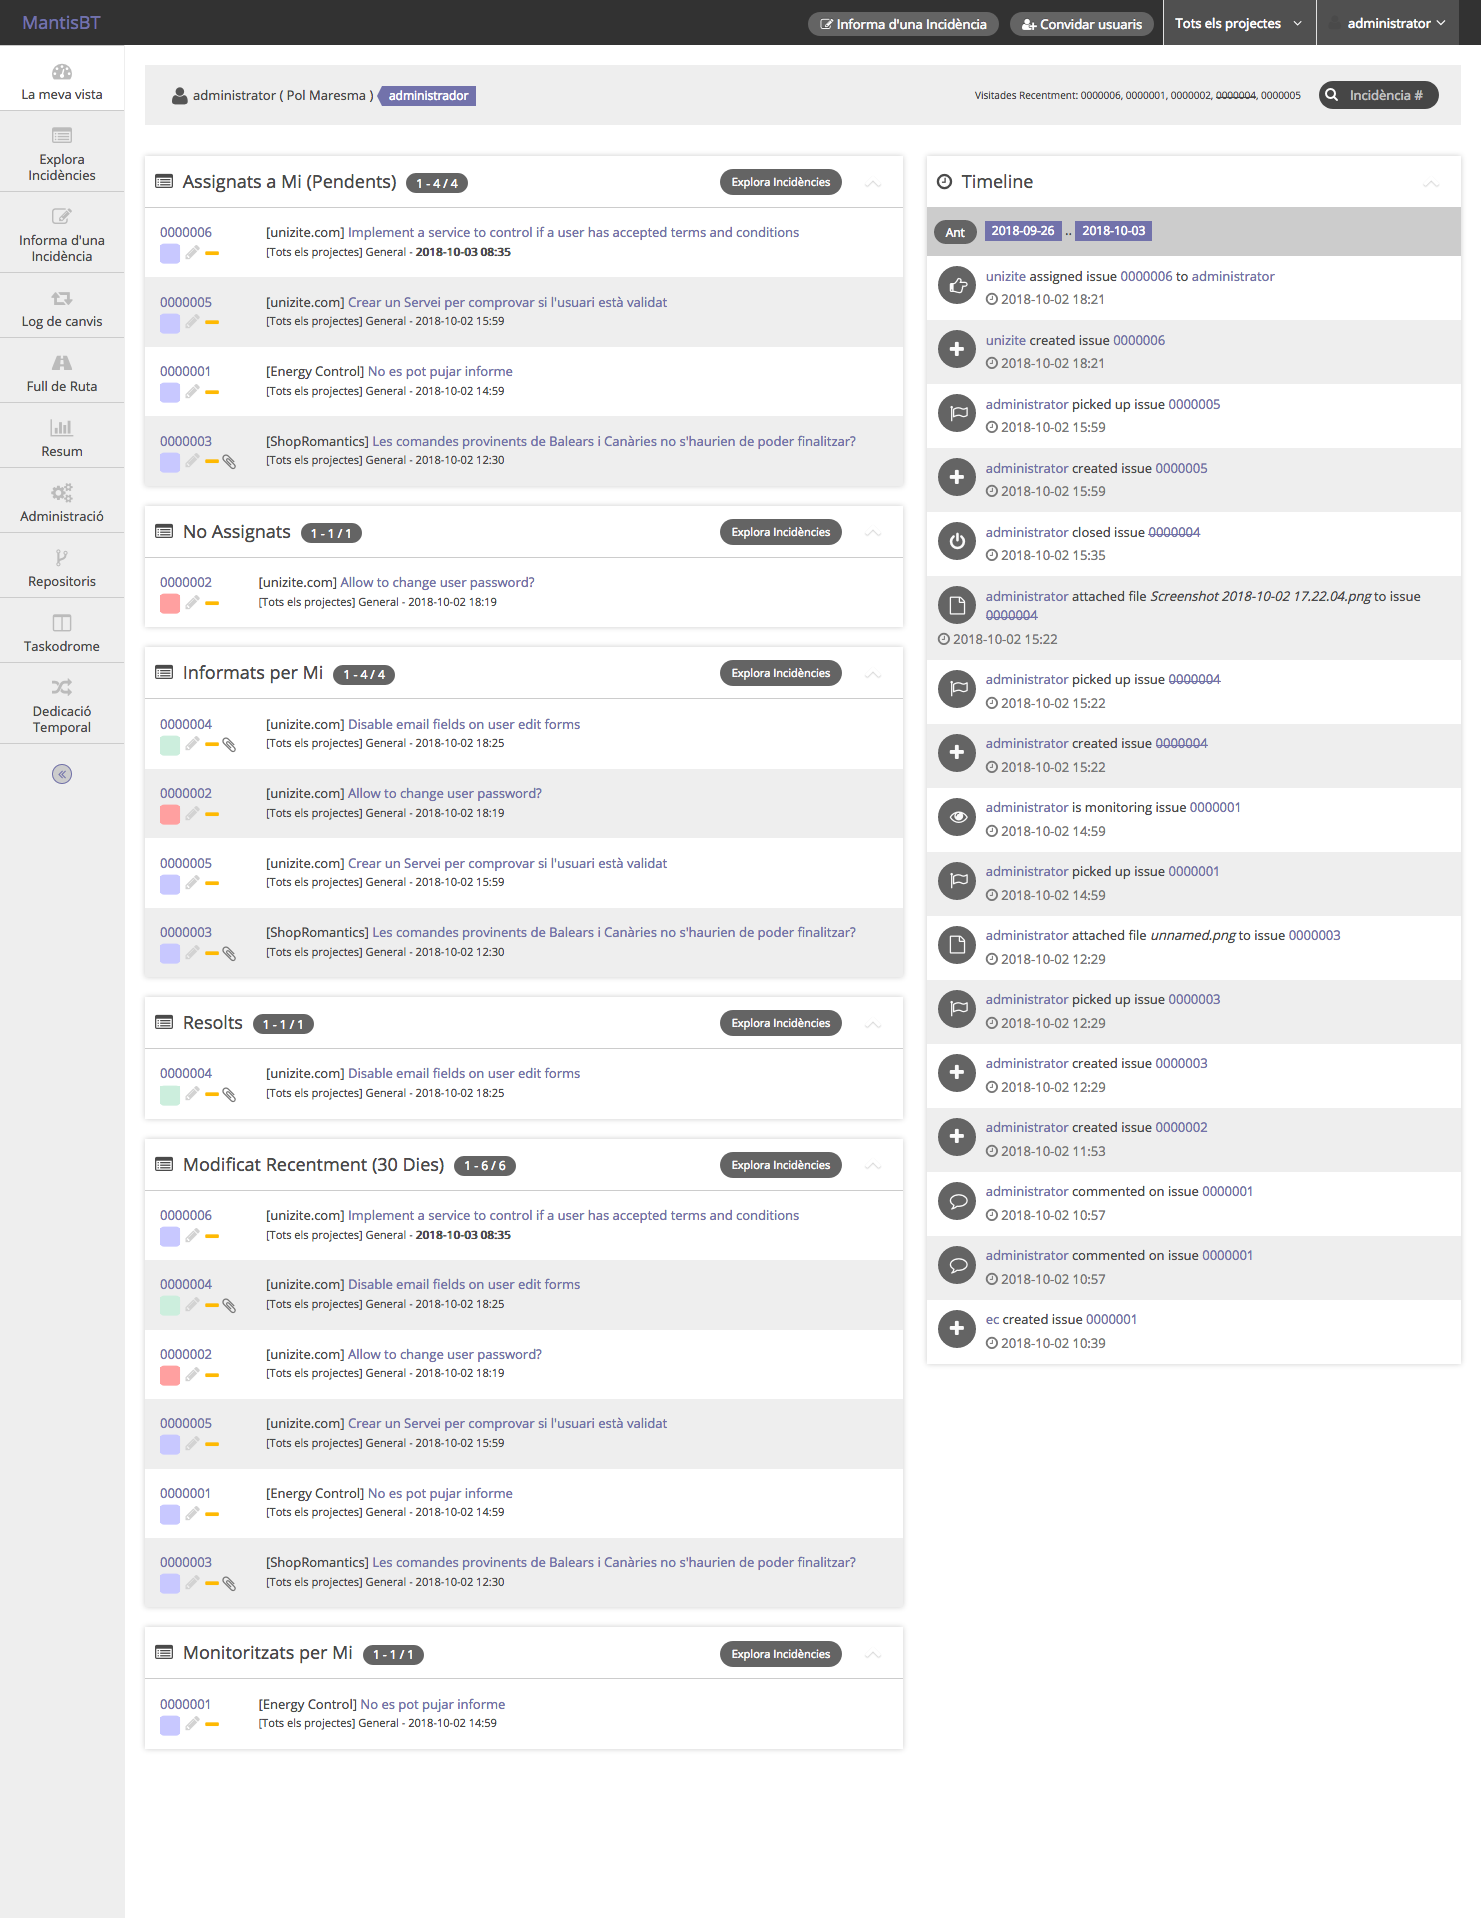 MantisBT
Informa d'una Incidència
Convidar usuaris
Tots els projectes
administrator
La meva vista
Explora
Incidències
Informa d'una
Incidència
Log de canvis
Full de Ruta
Resum
Administració
Repositoris
Taskodrome
Dedicació
Temporal
administrator ( Pol Maresma ) administrador
Visitades Recentment: 0000006, 0000001, 0000002, 0000004, 0000005
Incidència #
Assignats a Mi (Pendents) 1 - 4 / 4
Explora Incidències
0000006 [unizite.com] Implement a service to control if a user has accepted terms and conditions
[Tots els projectes] General - 2018-10-03 08:35
0000005 [unizite.com] Crear un Servei per comprovar si l'usuari està validat
[Tots els projectes] General - 2018-10-02 15:59
0000001 [Energy Control] No es pot pujar informe
[Tots els projectes] General - 2018-10-02 14:59
0000003 [ShopRomantics] Les comandes provinents de Balears i Canàries no s'haurien de poder finalitzar?
[Tots els projectes] General - 2018-10-02 12:30
No Assignats 1 - 1 / 1
Explora Incidències
0000002 [unizite.com] Allow to change user password?
[Tots els projectes] General - 2018-10-02 18:19
Informats per Mi 1 - 4 / 4
Explora Incidències
0000004 [unizite.com] Disable email fields on user edit forms
[Tots els projectes] General - 2018-10-02 18:25
0000002 [unizite.com] Allow to change user password?
[Tots els projectes] General - 2018-10-02 18:19
0000005 [unizite.com] Crear un Servei per comprovar si l'usuari està validat
[Tots els projectes] General - 2018-10-02 15:59
0000003 [ShopRomantics] Les comandes provinents de Balears i Canàries no s'haurien de poder finalitzar?
[Tots els projectes] General - 2018-10-02 12:30
Resolts 1 - 1 / 1
Explora Incidències
0000004 [unizite.com] Disable email fields on user edit forms
[Tots els projectes] General - 2018-10-02 18:25
Modificat Recentment (30 Dies) 1 - 6 / 6
Explora Incidències
0000006 [unizite.com] Implement a service to control if a user has accepted terms and conditions
[Tots els projectes] General - 2018-10-03 08:35
0000004 [unizite.com] Disable email fields on user edit forms
[Tots els projectes] General - 2018-10-02 18:25
0000002 [unizite.com] Allow to change user password?
[Tots els projectes] General - 2018-10-02 18:19
0000005 [unizite.com] Crear un Servei per comprovar si l'usuari està validat
[Tots els projectes] General - 2018-10-02 15:59
0000001 [Energy Control] No es pot pujar informe
[Tots els projectes] General - 2018-10-02 14:59
0000003 [ShopRomantics] Les comandes provinents de Balears i Canàries no s'haurien de poder finalitzar?
[Tots els projectes] General - 2018-10-02 12:30
Monitoritzats per Mi 1 - 1 / 1
Explora Incidències
0000001 [Energy Control] No es pot pujar informe
[Tots els projectes] General - 2018-10-02 14:59
Timeline
Ant 2018-09-26 .. 2018-10-03
unizite assigned issue 0000006 to administrator
2018-10-02 18:21
unizite created issue 0000006
2018-10-02 18:21
administrator picked up issue 0000005
2018-10-02 15:59
administrator created issue 0000005
2018-10-02 15:59
administrator closed issue 0000004
2018-10-02 15:35
administrator attached file Screenshot 2018-10-02 17.22.04.png to issue
0000004
2018-10-02 15:22
administrator picked up issue 0000004
2018-10-02 15:22
administrator created issue 0000004
2018-10-02 15:22
administrator is monitoring issue 0000001
2018-10-02 14:59
administrator picked up issue 0000001
2018-10-02 14:59
administrator attached file unnamed.png to issue 0000003
2018-10-02 12:29
administrator picked up issue 0000003
2018-10-02 12:29
administrator created issue 0000003
2018-10-02 12:29
administrator created issue 0000002
2018-10-02 11:53
administrator commented on issue 0000001
2018-10-02 10:57
administrator commented on issue 0000001
2018-10-02 10:57
ec created issue 0000001
2018-10-02 10:39